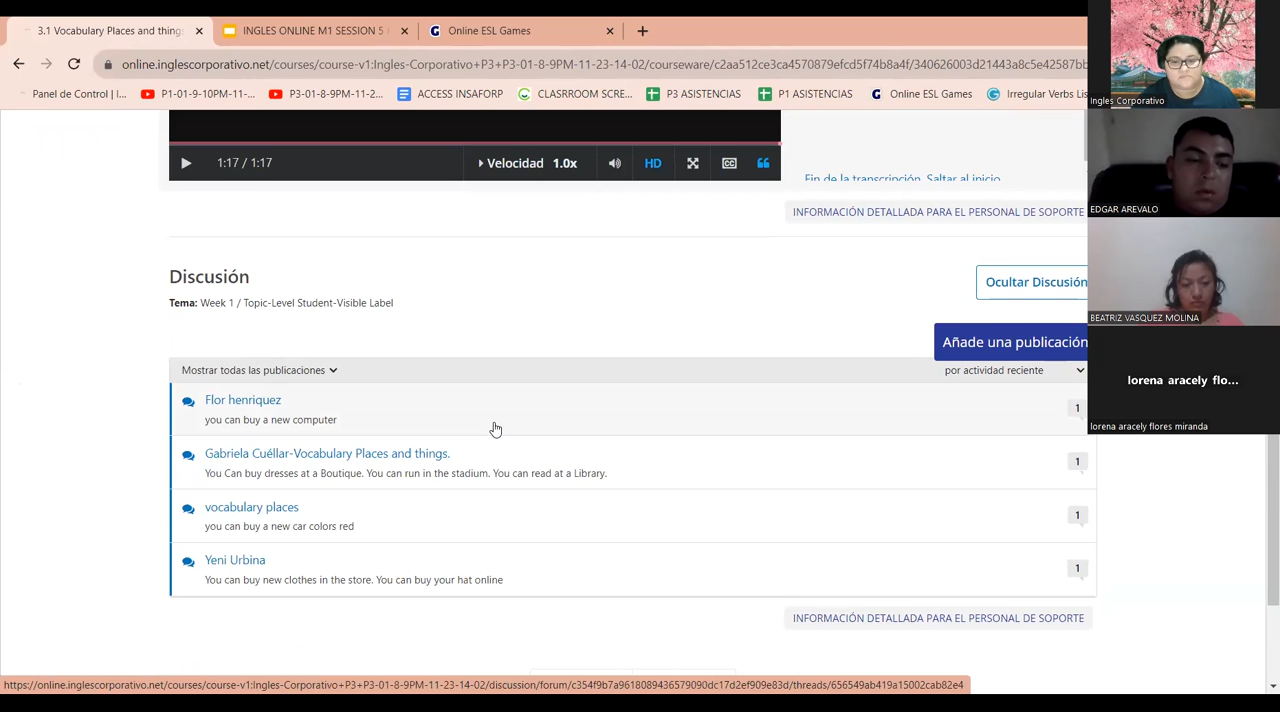 3.1 Vocabulary Places and thing
INGLES ONLINE M1 SESSION 5
Online ESL Games
online.inglescorporativo.net/courses/course-v1:Ingles-Corporativo+P3+P3-01-8-9PM-11-23-14-02/courseware/c2aa512ce3ca4570879efcd5f74b8a4f/340626003d21443a8c5e42587bb
Panel de Control | I...
P1-01-9-10PM-11-...
P3-01-8-9PM-11-2...
ACCESS INSAFORP
CLASRROOM SCRE...
P3 ASISTENCIAS
P1 ASISTENCIAS
Online ESL Games
Irregular Verbs Lis
Ingles Corporativo
1:17 / 1:17
Velocidad 1.0x
HD
Fin de la transcripción. Saltar al inicio
EDGAR AREVALO
INFORMACIÓN DETALLADA PARA EL PERSONAL DE SOPORTE
Discusión
Ocultar Discusión
Tema: Week 1 / Topic-Level Student-Visible Label
BEATRIZ VASQUEZ MOLINA
Añade una publicación
Mostrar todas las publicaciones
por actividad reciente
lorena aracely flo...
lorena aracely flores miranda
Flor henriquez
you can buy a new computer
1
Gabriela Cuéllar-Vocabulary Places and things.
You Can buy dresses at a Boutique. You can run in the stadium. You can read at a Library.
1
vocabulary places
you can buy a new car colors red
1
Yeni Urbina
You can buy new clothes in the store. You can buy your hat online
1
INFORMACIÓN DETALLADA PARA EL PERSONAL DE SOPORTE
https://online.inglescorporativo.net/courses/course-v1:Ingles-Corporativo+P3+P3-01-8-9PM-11-23-14-02/discussion/forum/c354f9b7a9618089436579090dc17d2ef909e83d/threads/656549ab419a15002cab82e4